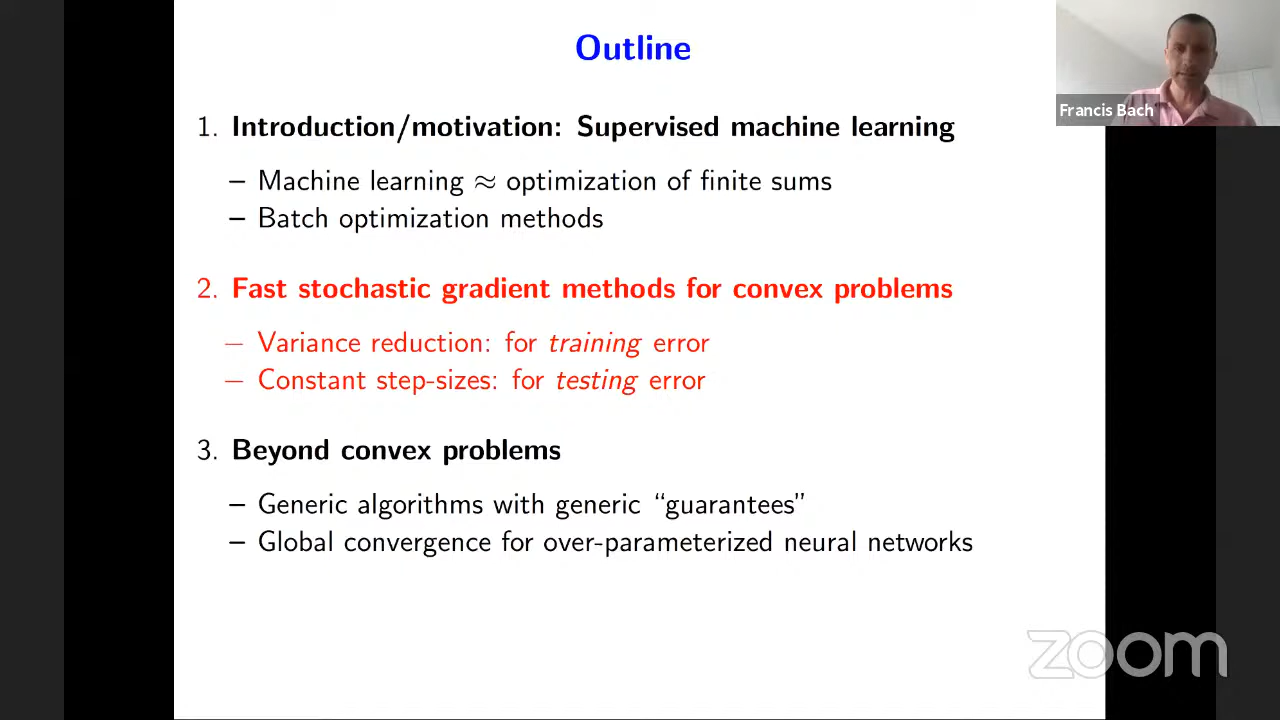 Outline
Francis Bach
1. Introduction/motivation: Supervised machine learning
– Machine learning ≈ optimization of finite sums
– Batch optimization methods
2. Fast stochastic gradient methods for convex problems
– Variance reduction: for training error
– Constant step-sizes: for testing error
3. Beyond convex problems
– Generic algorithms with generic “guarantees”
– Global convergence for over-parameterized neural networks
zoom